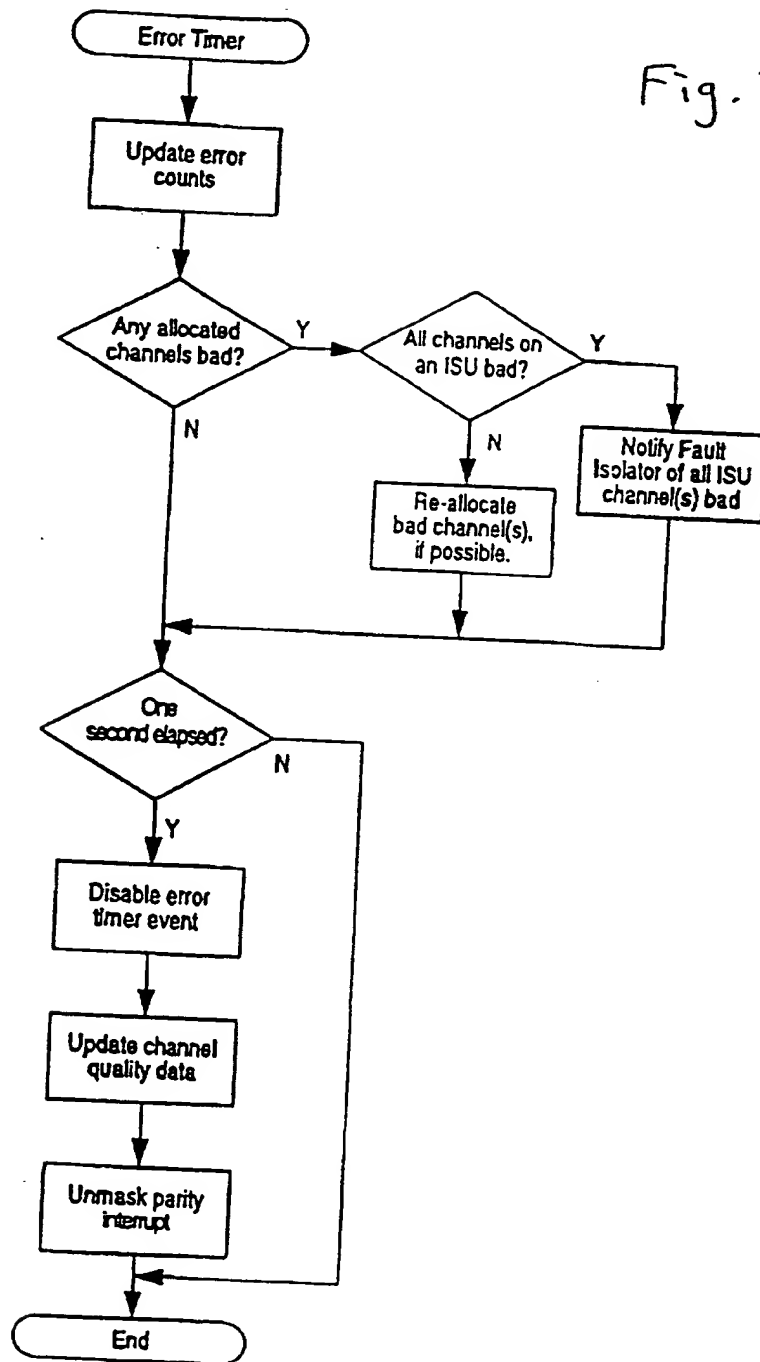 Error Timer
Fig.
Update error
counts
Any allocated
channels bad?
Y
All channels on
an ISU bad?
Y
N
N
Notify Fault
Isolator of all ISU
channel(s) bad
Re-allocate
bad channel(s),
if possible.
One
second elapsed?
N
Y
Disable error
timer event
Update channel
quality data
Unmask parity
interrupt
End